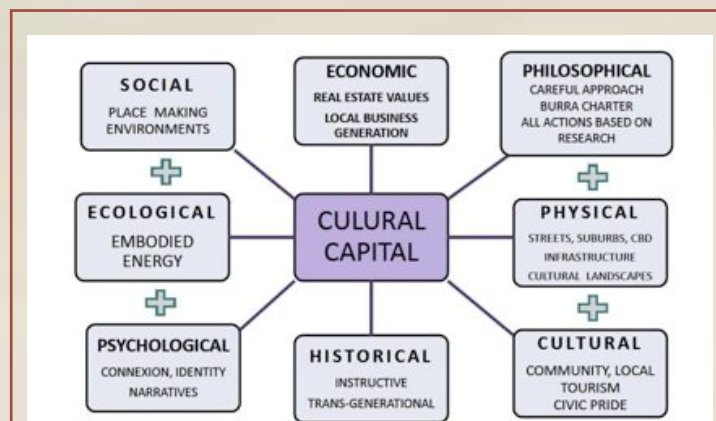 SOCIAL
PLACE MAKING
ENVIRONMENTS
ECONOMIC
REAL ESTATE VALUES
LOCAL BUSINESS
GENERATION
PHILOSOPHICAL
CAREFUL APPROACH
BURRA CHARTER
ALL ACTIONS BASED ON
RESEARCH
ECOLOGICAL
EMBODIED
ENERGY
CULURAL
CAPITAL
PHYSICAL
STREETS, SUBURBS, CBD
INFRASTRUCTURE
CULTURAL LANDSCAPES
PSYCHOLOGICAL
CONNEXION, IDENTITY
NARRATIVES
HISTORICAL
INSTRUCTIVE
TRANS-GENERATIONAL
CULTURAL
COMMUNITY, LOCAL
TOURISM
CIVIC PRIDE